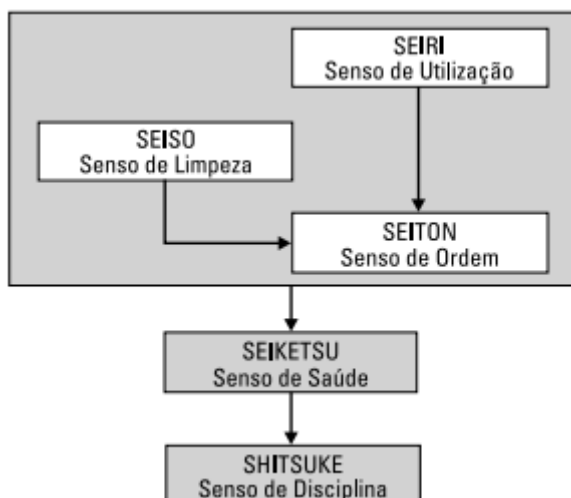 SEIRI
Senso de Utilização
SEISO
Senso de Limpeza
SEITON
Senso de Ordem
SEIKETSU
Senso de Saúde
SHITSUKE
Senso de Disciplina